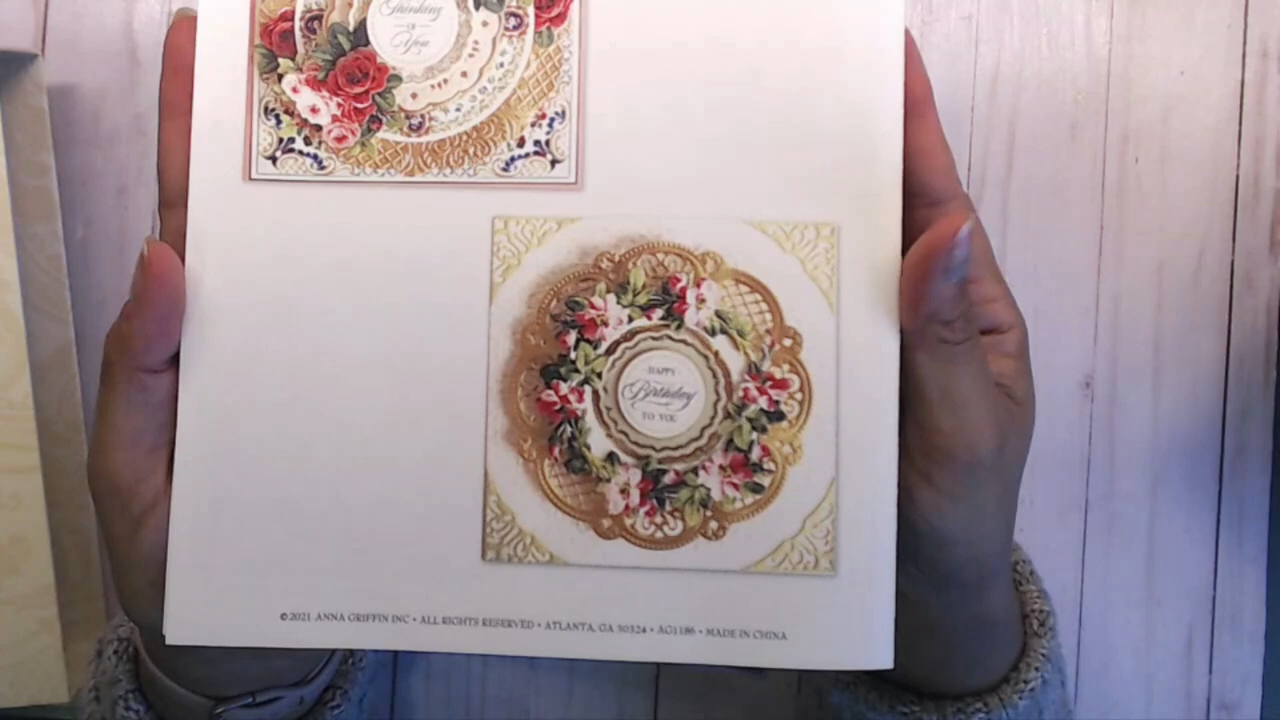 Thinking
OF
You
HAPPY
Birthday
TO YOU
©2021 ANNA GRIFFIN INC • ALL RIGHTS RESERVED • ATLANTA, GA 30324 • AG1186 • MADE IN CHINA